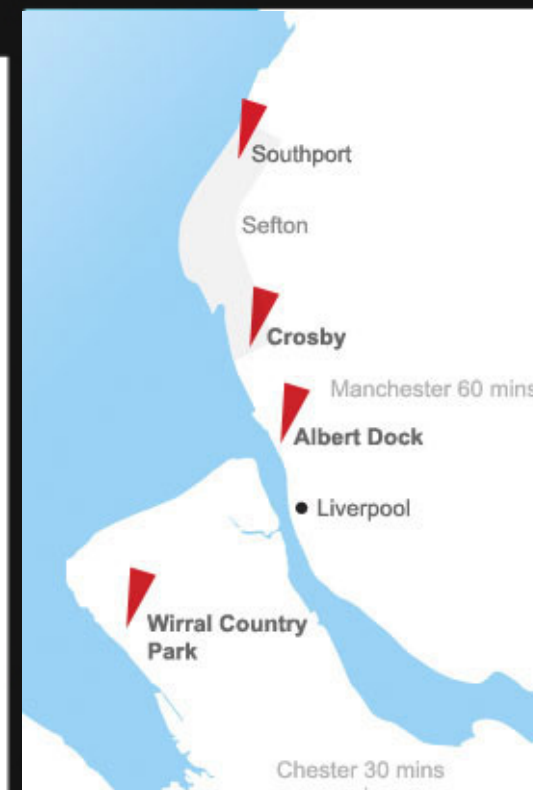 Southport
Sefton
Crosby
Manchester 60 mins
Albert Dock
Liverpool
Wirral Country
Park
Chester 30 mins